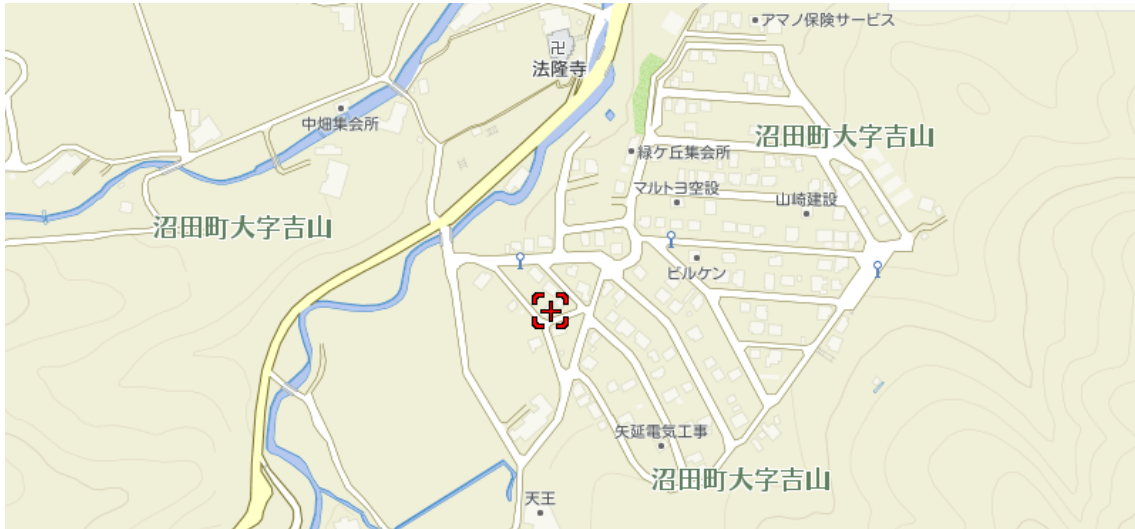 アマノ保険サービス
卍
法隆寺
中畑集会所
沼田町大字吉山
緑ケ丘集会所
マルトヨ空設
山崎建設
沼田町大字吉山
ビルケン
矢延電気工事
沼田町大字吉山
天王